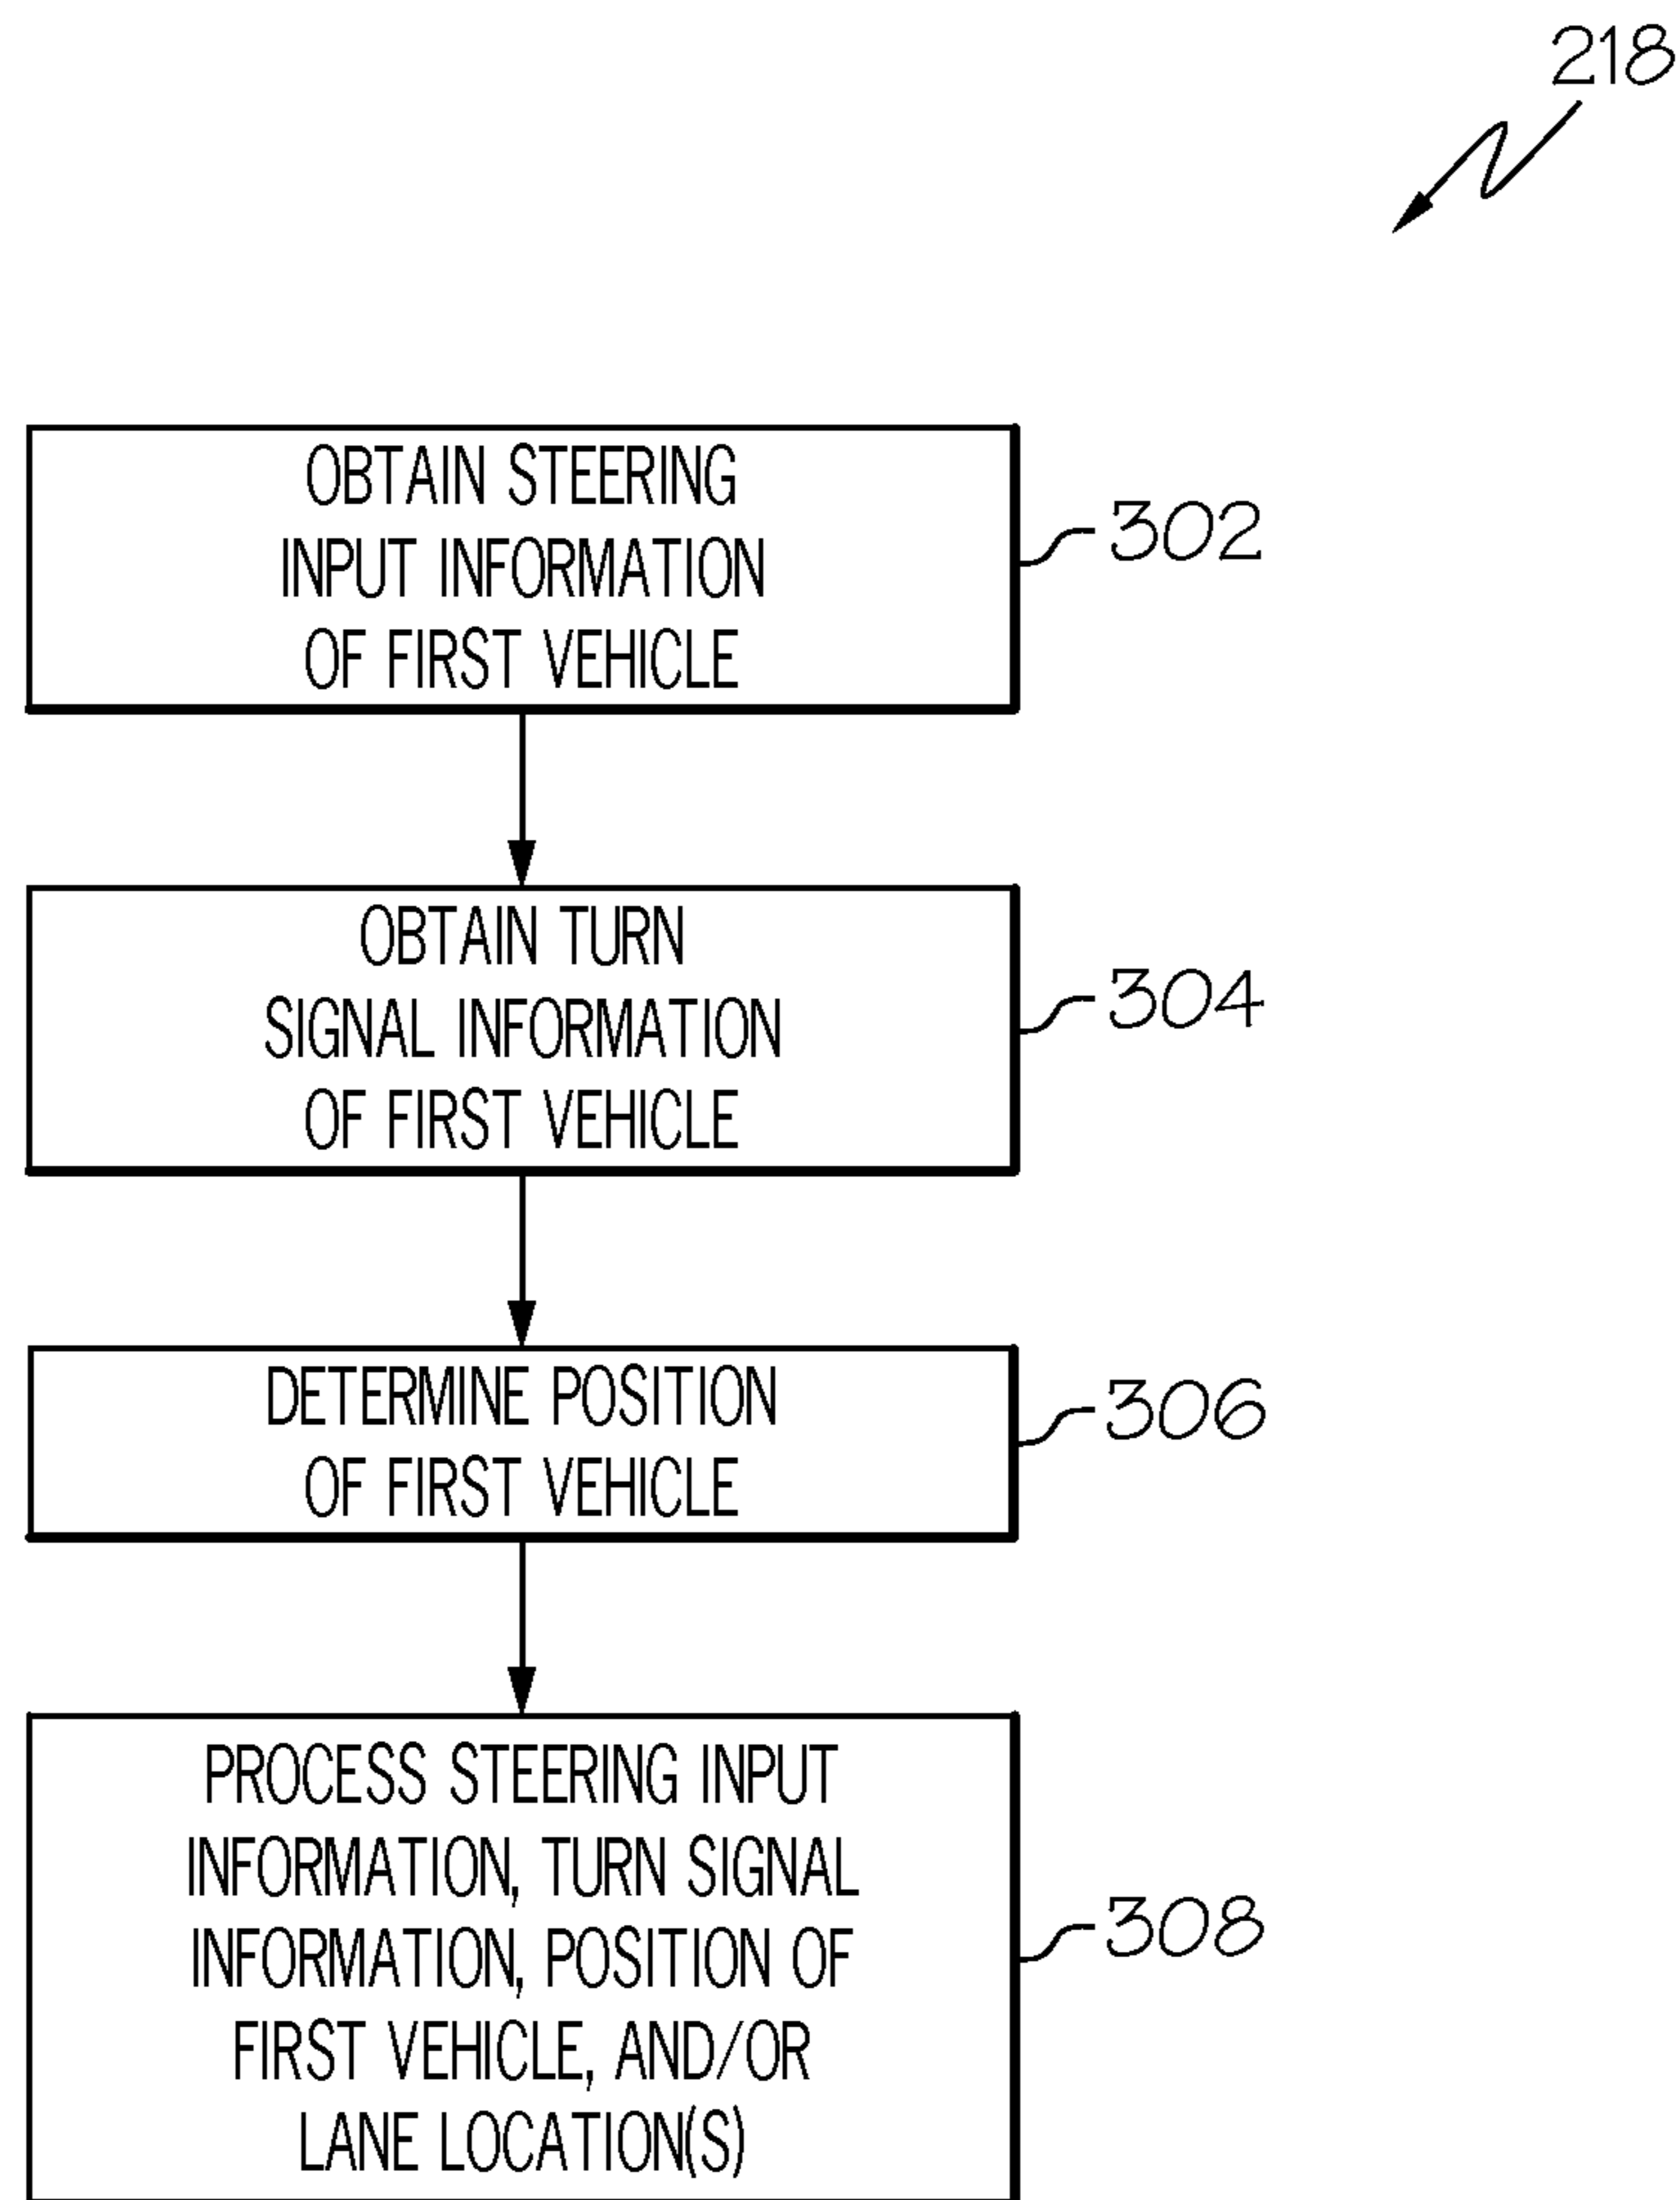 218
OBTAIN STEERING
INPUT INFORMATION
OF FIRST VEHICLE
302
OBTAIN TURN
SIGNAL INFORMATION
OF FIRST VEHICLE
304
DETERMINE POSITION
OF FIRST VEHICLE
306
PROCESS STEERING INPUT
INFORMATION, TURN SIGNAL
INFORMATION, POSITION OF
FIRST VEHICLE, AND/OR
LANE LOCATION(S)
308